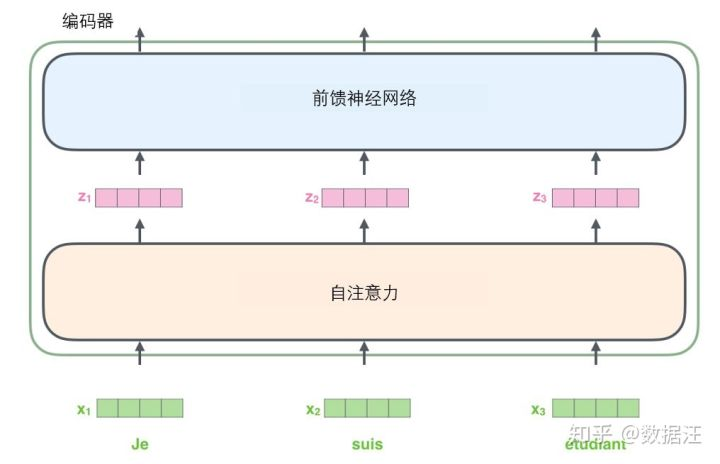 编码器
前馈神经网络
z₁ z₂ z₃
自注意力
x₁ x₂ x₃
Je suis étudiant
知乎 @数据汪